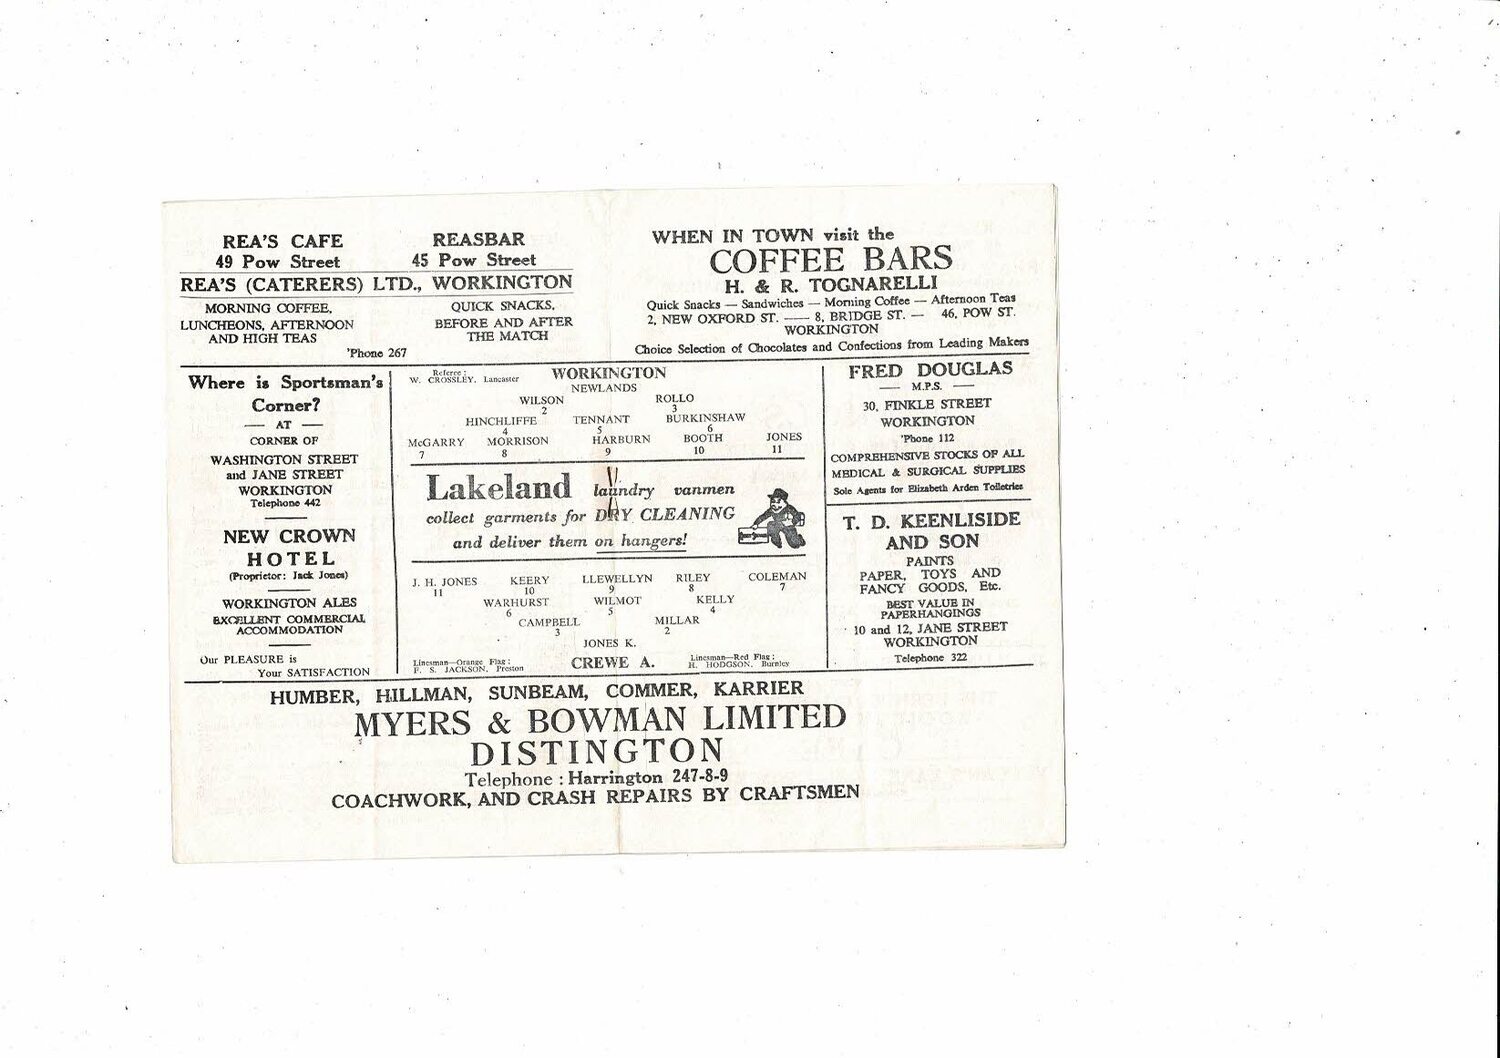 REA'S CAFE
49 Pow Street
REASBAR
45 Pow Street
REA'S (CATERERS) LTD., WORKINGTON
MORNING COFFEE,
LUNCHEONS, AFTERNOON
AND HIGH TEAS
QUICK SNACKS,
BEFORE AND AFTER
THE MATCH
'Phone 267
WHEN IN TOWN visit the
COFFEE BARS
H. & R. TOGNARELLI
Quick Snacks — Sandwiches — Morning Coffee — Afternoon Teas
2, NEW OXFORD ST. —— 8, BRIDGE ST. — 46, POW ST.
WORKINGTON
Choice Selection of Chocolates and Confections from Leading Makers
Where is Sportsman's
Corner?
— AT —
CORNER OF
WASHINGTON STREET
and JANE STREET
WORKINGTON
Telephone 442
NEW CROWN
HOTEL
(Proprietor: Jack Jones)
WORKINGTON ALES
EXCELLENT COMMERCIAL
ACCOMMODATION
Our PLEASURE is
Your SATISFACTION
Referee :
W. CROSSLEY, Lancaster
WORKINGTON
NEWLANDS
WILSON ROLLO
2 3
HINCHLIFFE TENNANT BURKINSHAW
4 5 6
McGARRY MORRISON HARBURN BOOTH JONES
7 8 9 10 11
Lakeland laundry vanmen
collect garments for DRY CLEANING
and deliver them on hangers!
J. H. JONES KEERY LLEWELLYN RILEY COLEMAN
11 10 9 8 7
WARHURST WILMOT KELLY
6 5 4
CAMPBELL MILLAR
3 2
JONES K.
Linesman—Orange Flag :
F. S. JACKSON, Preston
CREWE A.
Linesman—Red Flag :
H. HODGSON, Burnley
FRED DOUGLAS
— M.P.S. —
30, FINKLE STREET
WORKINGTON
'Phone 112
COMPREHENSIVE STOCKS OF ALL
MEDICAL & SURGICAL SUPPLIES
Sole Agents for Elizabeth Arden Toiletries
T. D. KEENLISIDE
AND SON
PAINTS
PAPER, TOYS AND
FANCY GOODS, Etc.
BEST VALUE IN
PAPERHANGINGS
10 and 12, JANE STREET
WORKINGTON
Telephone 322
HUMBER, HILLMAN, SUNBEAM, COMMER, KARRIER
MYERS & BOWMAN LIMITED
DISTINGTON
Telephone : Harrington 247-8-9
COACHWORK, AND CRASH REPAIRS BY CRAFTSMEN